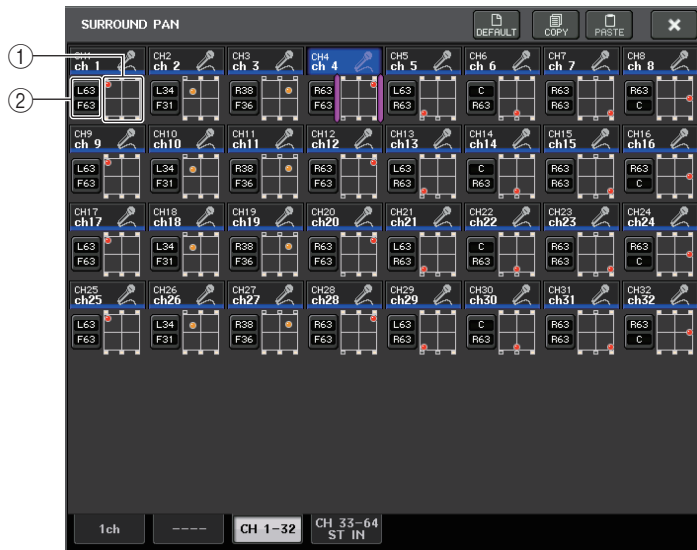 SURROUND PAN
DEFAULT COPY PASTE
①
②
CH1 CH2 CH3 CH4 CH5 CH6 CH7 CH8
ch 1 ch 2 ch 3 ch 4 ch 5 ch 6 ch 7 ch 8
L63 L34 R38 R63 L63 C R63 R63
F63 F31 F36 F63 R63 R63 R63 C
CH9 CH10 CH11 CH12 CH13 CH14 CH15 CH16
ch 9 ch10 ch11 ch12 ch13 ch14 ch15 ch16
L63 L34 R38 R63 L63 C R63 R63
F63 F31 F36 F63 R63 R63 R63 C
CH17 CH18 CH19 CH20 CH21 CH22 CH23 CH24
ch17 ch18 ch19 ch20 ch21 ch22 ch23 ch24
L63 L34 R38 R63 L63 C R63 R63
F63 F31 F36 F63 R63 R63 R63 C
CH25 CH26 CH27 CH28 CH29 CH30 CH31 CH32
ch25 ch26 ch27 ch28 ch29 ch30 ch31 ch32
L63 L34 R38 R63 L63 C R63 R63
F63 F31 F36 F63 R63 R63 R63 C
1ch ---- CH 1-32 CH 33-64
ST IN